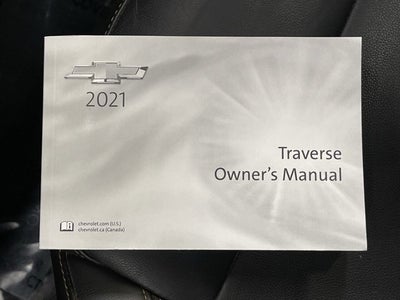 2021
Traverse
Owner's Manual
chevrolet.com (U.S.)
chevrolet.ca (Canada)